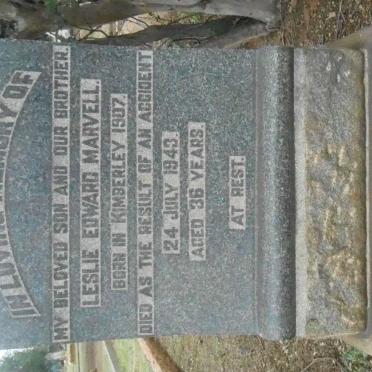 IN LOVING MEMORY OF
MY BELOVED SON AND OUR BROTHER.
LESLIE EDWARD MARVELL.
BORN IN KIMBERLEY 1907.
DIED AS THE RESULT OF AN ACCIDENT
24 JULY 1943.
AGED 36 YEARS.
AT REST.